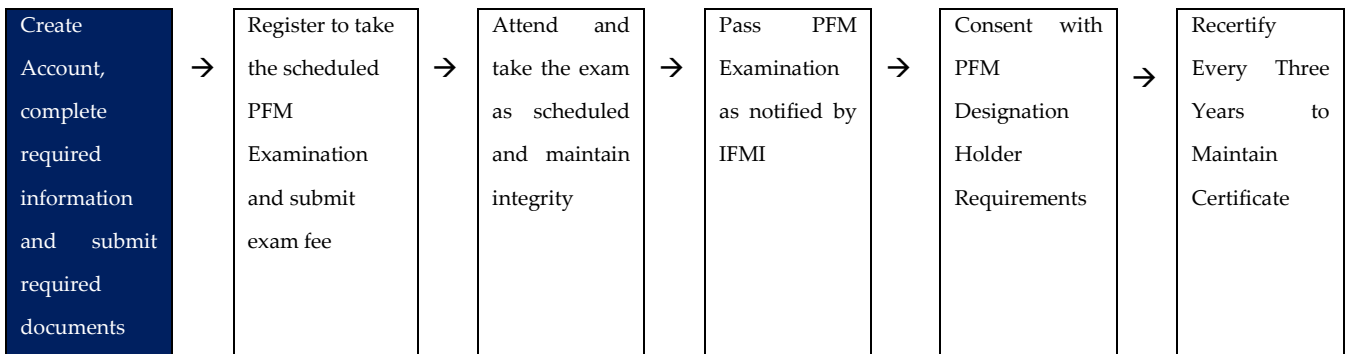 Create
Account,
complete
required
information
and submit
required
documents
→
Register to take
the scheduled
PFM
Examination
and submit
exam fee
→
Attend and
take the exam
as scheduled
and maintain
integrity
→
Pass PFM
Examination
as notified by
IFMI
→
Consent with
PFM
Designation
Holder
Requirements
→
Recertify
Every Three
Years to
Maintain
Certificate